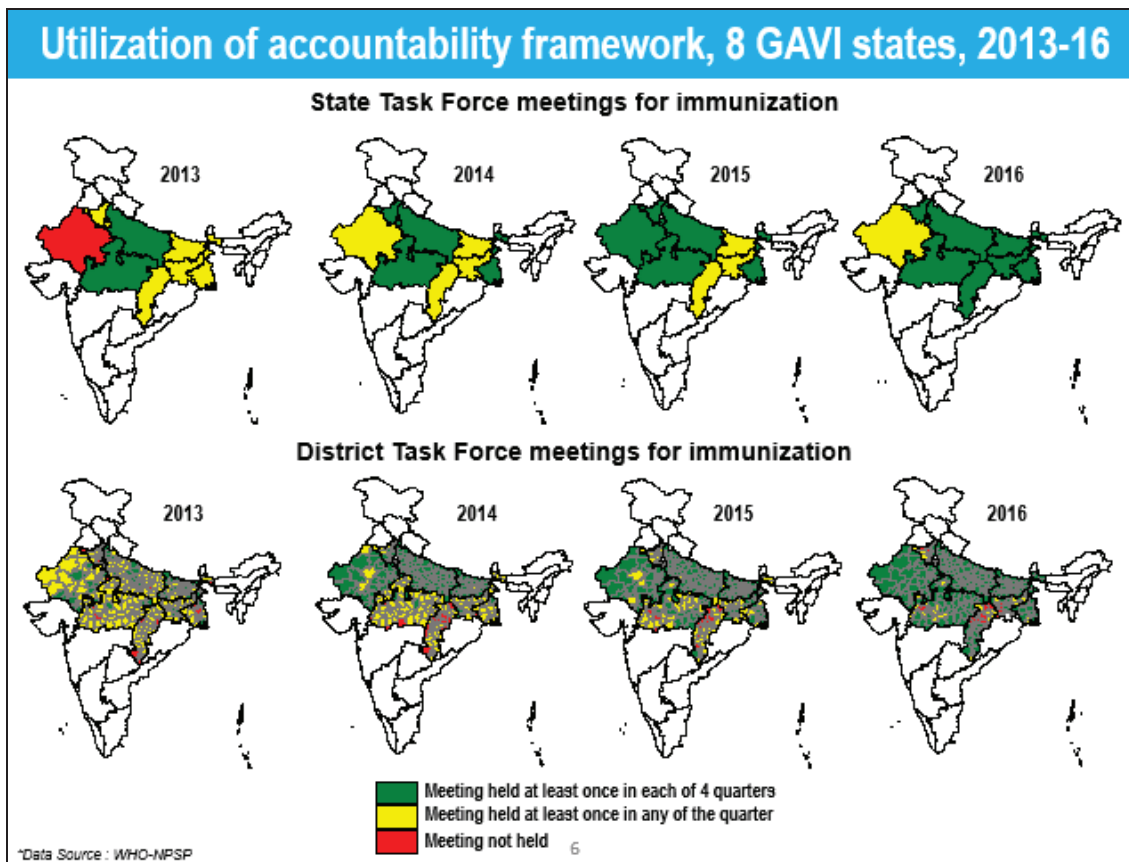 Utilization of accountability framework, 8 GAVI states, 2013-16
State Task Force meetings for immunization
2013
2014
2015
2016
District Task Force meetings for immunization
2013
2014
2015
2016
Meeting held at least once in each of 4 quarters
Meeting held at least once in any of the quarter
Meeting not held
*Data Source : WHO-NPSP
6